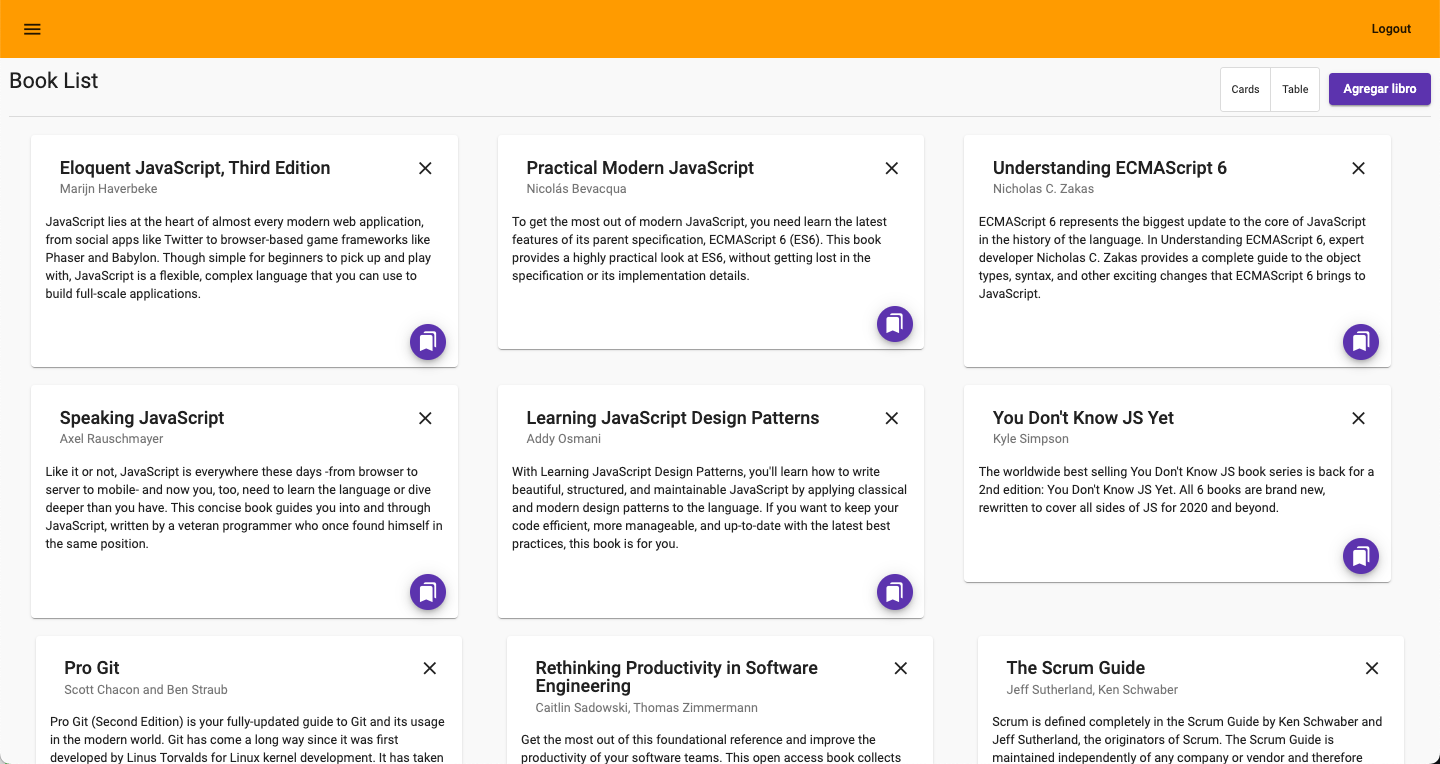 Logout
Book List
Cards
Table
Agregar libro
Eloquent JavaScript, Third Edition
Marijn Haverbeke
JavaScript lies at the heart of almost every modern web application,
from social apps like Twitter to browser-based game frameworks like
Phaser and Babylon. Though simple for beginners to pick up and play
with, JavaScript is a flexible, complex language that you can use to
build full-scale applications.
Practical Modern JavaScript
Nicolás Bevacqua
To get the most out of modern JavaScript, you need learn the latest
features of its parent specification, ECMAScript 6 (ES6). This book
provides a highly practical look at ES6, without getting lost in the
specification or its implementation details.
Understanding ECMAScript 6
Nicholas C. Zakas
ECMAScript 6 represents the biggest update to the core of JavaScript
in the history of the language. In Understanding ECMAScript 6, expert
developer Nicholas C. Zakas provides a complete guide to the object
types, syntax, and other exciting changes that ECMAScript 6 brings to
JavaScript.
Speaking JavaScript
Axel Rauschmayer
Like it or not, JavaScript is everywhere these days -from browser to
server to mobile- and now you, too, need to learn the language or dive
deeper than you have. This concise book guides you into and through
JavaScript, written by a veteran programmer who once found himself in
the same position.
Learning JavaScript Design Patterns
Addy Osmani
With Learning JavaScript Design Patterns, you'll learn how to write
beautiful, structured, and maintainable JavaScript by applying classical
and modern design patterns to the language. If you want to keep your
code efficient, more manageable, and up-to-date with the latest best
practices, this book is for you.
You Don't Know JS Yet
Kyle Simpson
The worldwide best selling You Don't Know JS book series is back for a
2nd edition: You Don't Know JS Yet. All 6 books are brand new,
rewritten to cover all sides of JS for 2020 and beyond.
Pro Git
Scott Chacon and Ben Straub
Pro Git (Second Edition) is your fully-updated guide to Git and its usage
in the modern world. Git has come a long way since it was first
developed by Linus Torvalds for Linux kernel development. It has taken
Rethinking Productivity in Software
Engineering
Caitlin Sadowski, Thomas Zimmermann
Get the most out of this foundational reference and improve the
productivity of your software teams. This open access book collects
The Scrum Guide
Jeff Sutherland, Ken Schwaber
Scrum is defined completely in the Scrum Guide by Ken Schwaber and
Jeff Sutherland, the originators of Scrum. The Scrum Guide is
maintained independently of any company or vendor and therefore